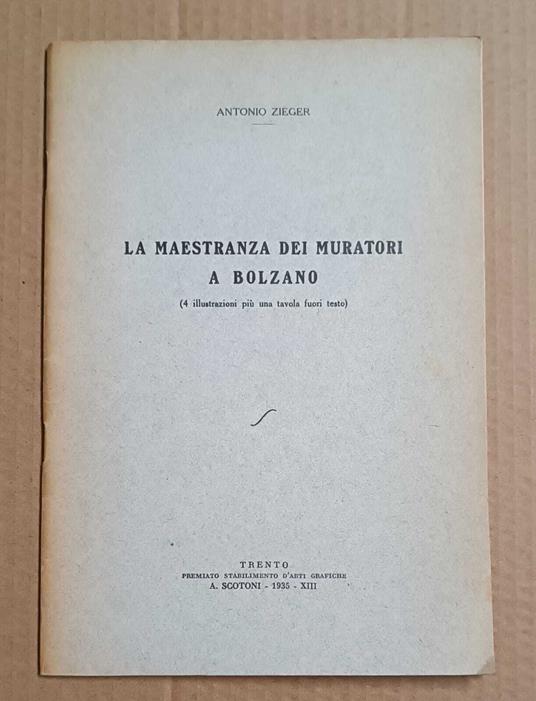 ANTONIO ZIEGER
LA MAESTRANZA DEI MURATORI
A BOLZANO
(4 illustrazioni più una tavola fuori testo)
TRENTO
PREMIATO STABILIMENTO D'ARTI GRAFICHE
A. SCOTONI - 1935 - XIII